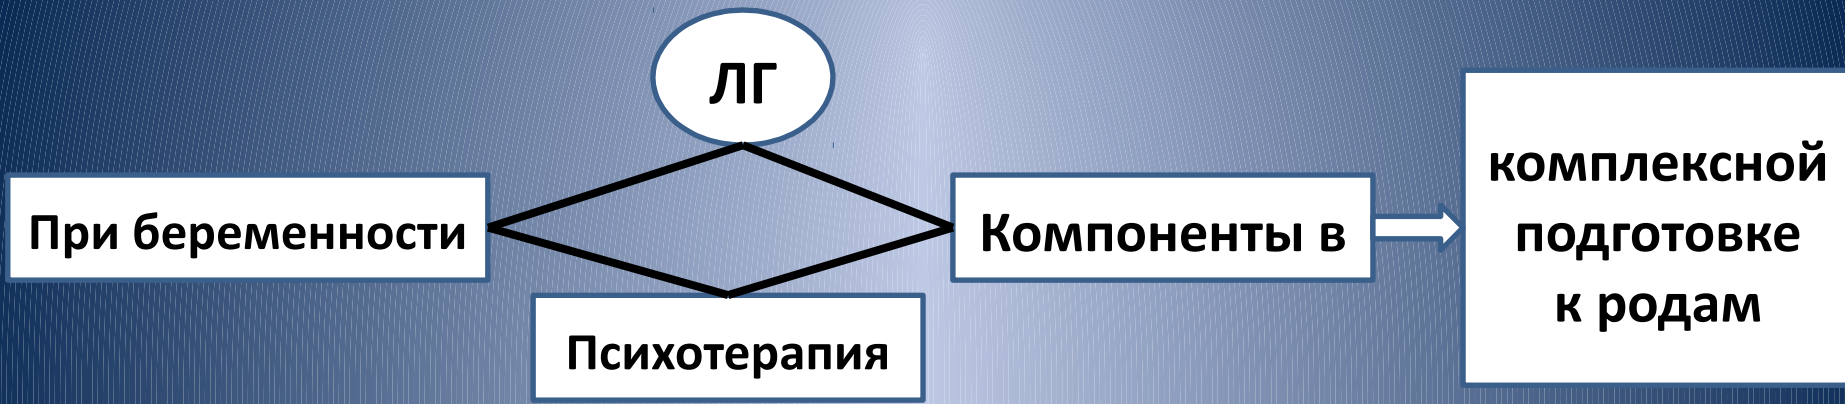 ЛГ
При беременности
Психотерапия
Компоненты в
комплексной
подготовке
к родам